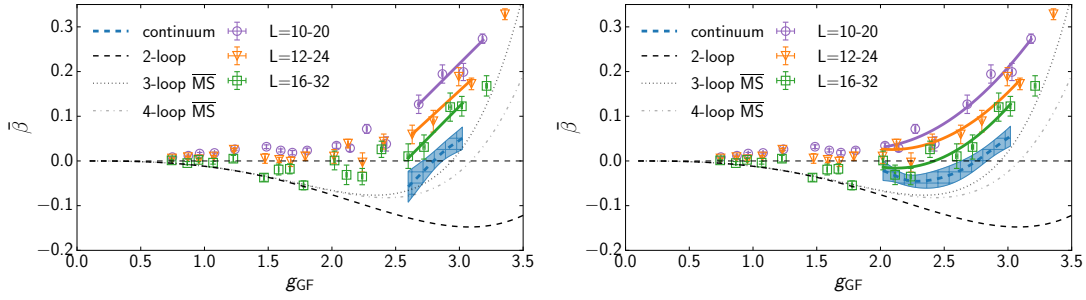 0.3
0.2
0.1
0.0
−0.1
−0.2
β̄
continuum
2-loop
3-loop M̅S̅
4-loop M̅S̅
L=10-20
L=12-24
L=16-32
0.0 0.5 1.0 1.5 2.0 2.5 3.0 3.5
gGF
0.3
0.2
0.1
0.0
−0.1
−0.2
β̄
continuum
2-loop
3-loop M̅S̅
4-loop M̅S̅
L=10-20
L=12-24
L=16-32
0.0 0.5 1.0 1.5 2.0 2.5 3.0 3.5
gGF